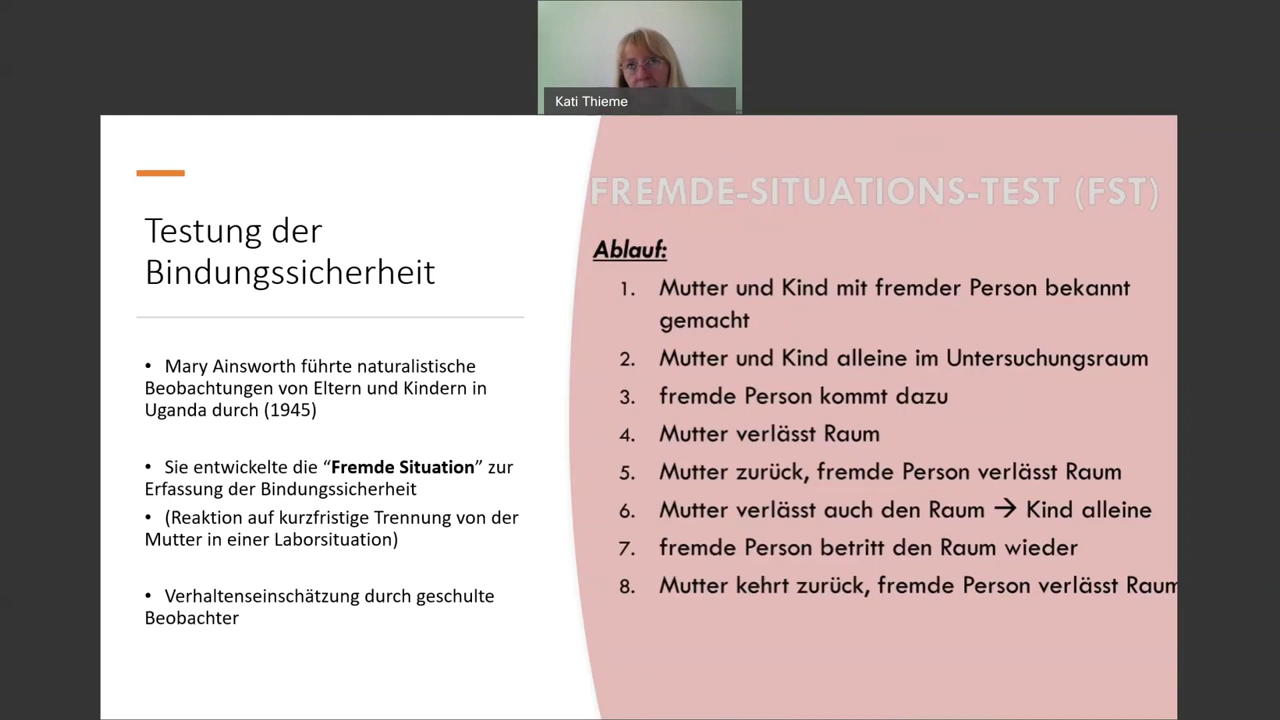 Kati Thieme
Testung der
Bindungssicherheit
• Mary Ainsworth führte naturalistische
Beobachtungen von Eltern und Kindern in
Uganda durch (1945)
• Sie entwickelte die “Fremde Situation” zur
Erfassung der Bindungssicherheit
• (Reaktion auf kurzfristige Trennung von der
Mutter in einer Laborsituation)
• Verhaltenseinschätzung durch geschulte
Beobachter
FREMDE-SITUATIONS-TEST (FST)
Ablauf:
1. Mutter und Kind mit fremder Person bekannt
gemacht
2. Mutter und Kind alleine im Untersuchungsraum
3. fremde Person kommt dazu
4. Mutter verlässt Raum
5. Mutter zurück, fremde Person verlässt Raum
6. Mutter verlässt auch den Raum → Kind alleine
7. fremde Person betritt den Raum wieder
8. Mutter kehrt zurück, fremde Person verlässt Raum